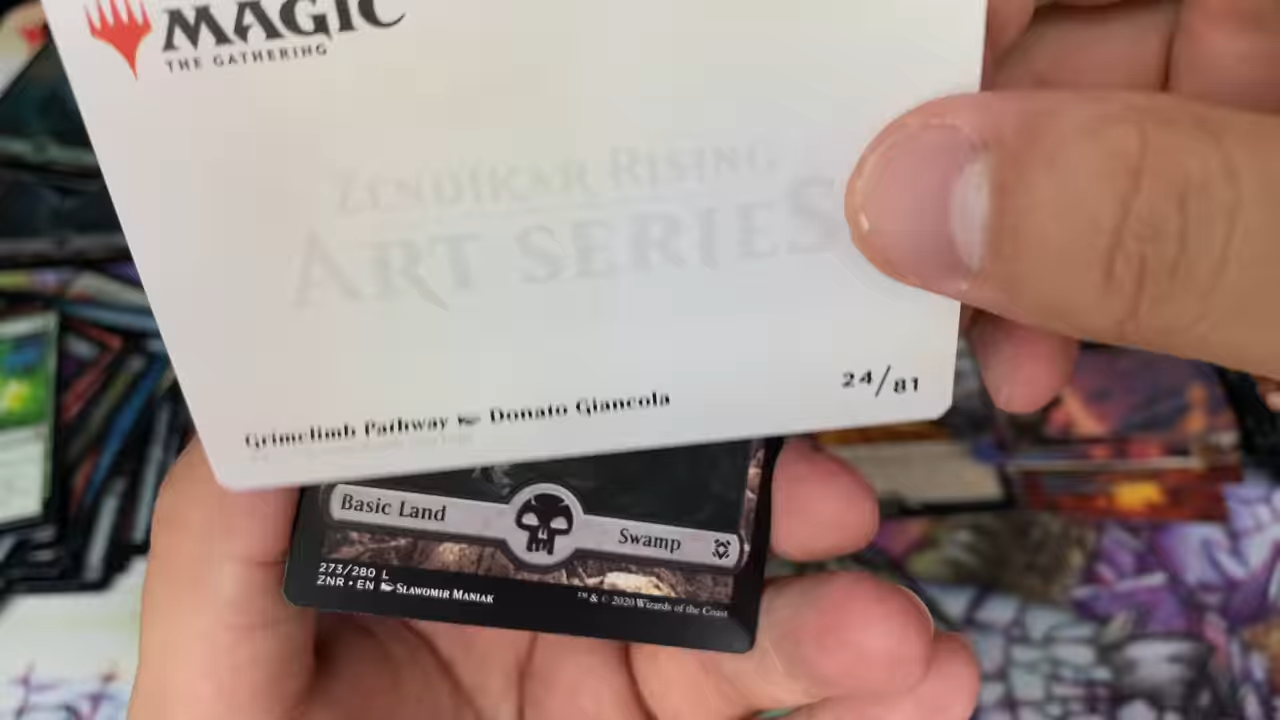 MAGIC
THE GATHERING
ZENDIKAR RISING
ART SERIES
24/81
Grimclimb Pathway Donato Giancola
Basic Land Swamp
273/280 L
ZNR • EN SLAWOMIR MANIAK
™ & © 2020 Wizards of the Coast